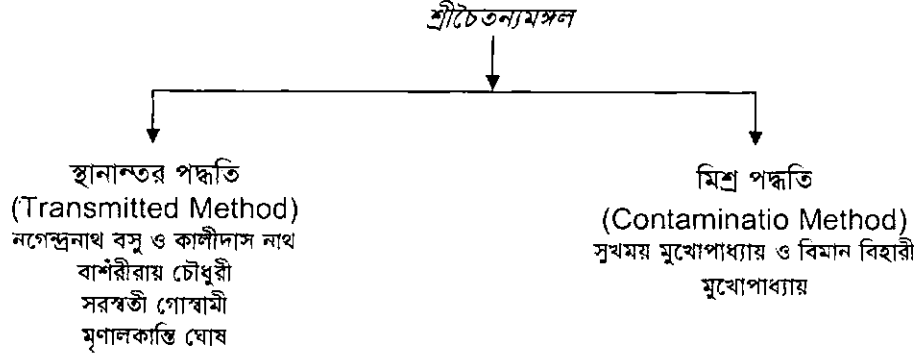 শ্রীচৈতন্যমঙ্গল
স্থানান্তর পদ্ধতি
(Transmitted Method)
নগেন্দ্রনাথ বসু ও কালীদাস নাথ
বাশঁরীরায় চৌধুরী
সরস্বতী গোস্বামী
মৃণালকান্তি ঘোষ
মিশ্র পদ্ধতি
(Contaminatio Method)
সুখময় মুখোপাধ্যায় ও বিমান বিহারী
মুখোপাধ্যায়